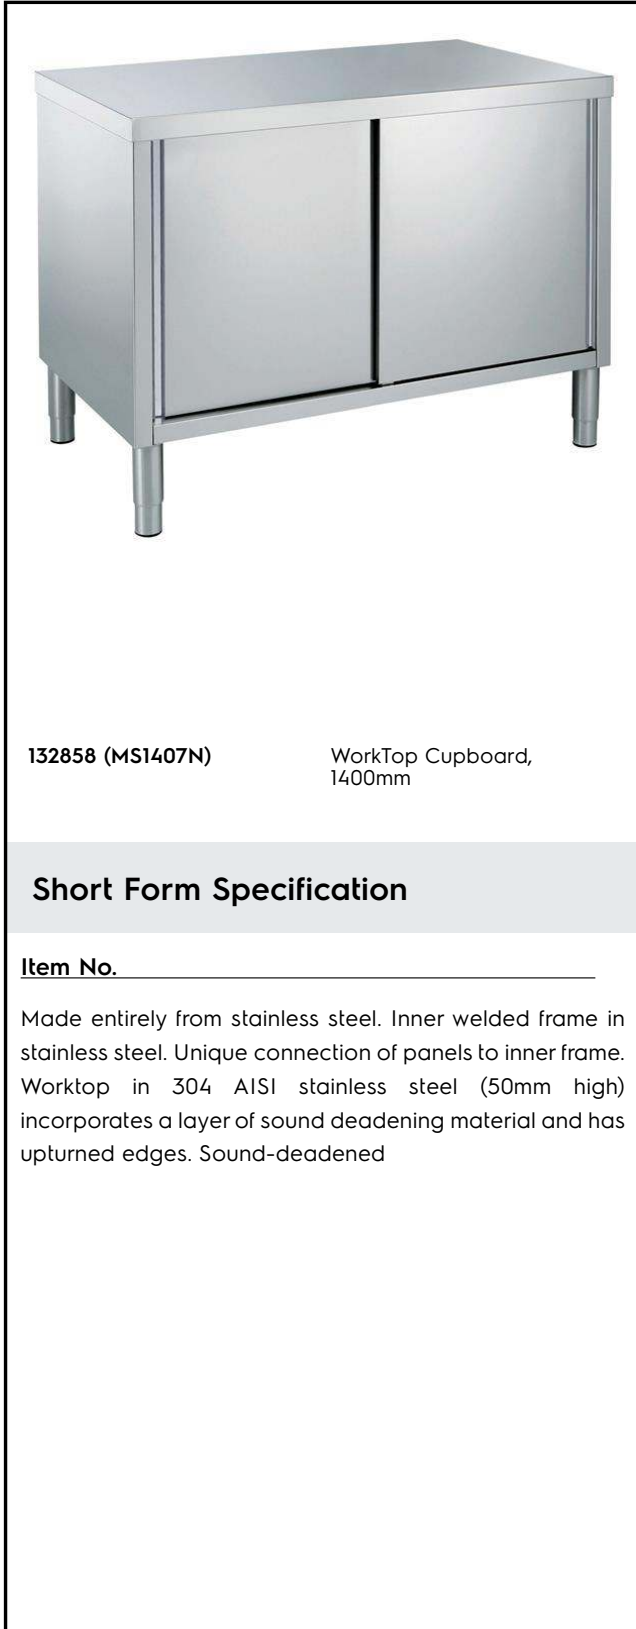 132858 (MS1407N)
WorkTop Cupboard,
1400mm
Short Form Specification
Item No.
Made entirely from stainless steel. Inner welded frame in
stainless steel. Unique connection of panels to inner frame.
Worktop in 304 AISI stainless steel (50mm high)
incorporates a layer of sound deadening material and has
upturned edges. Sound-deadened